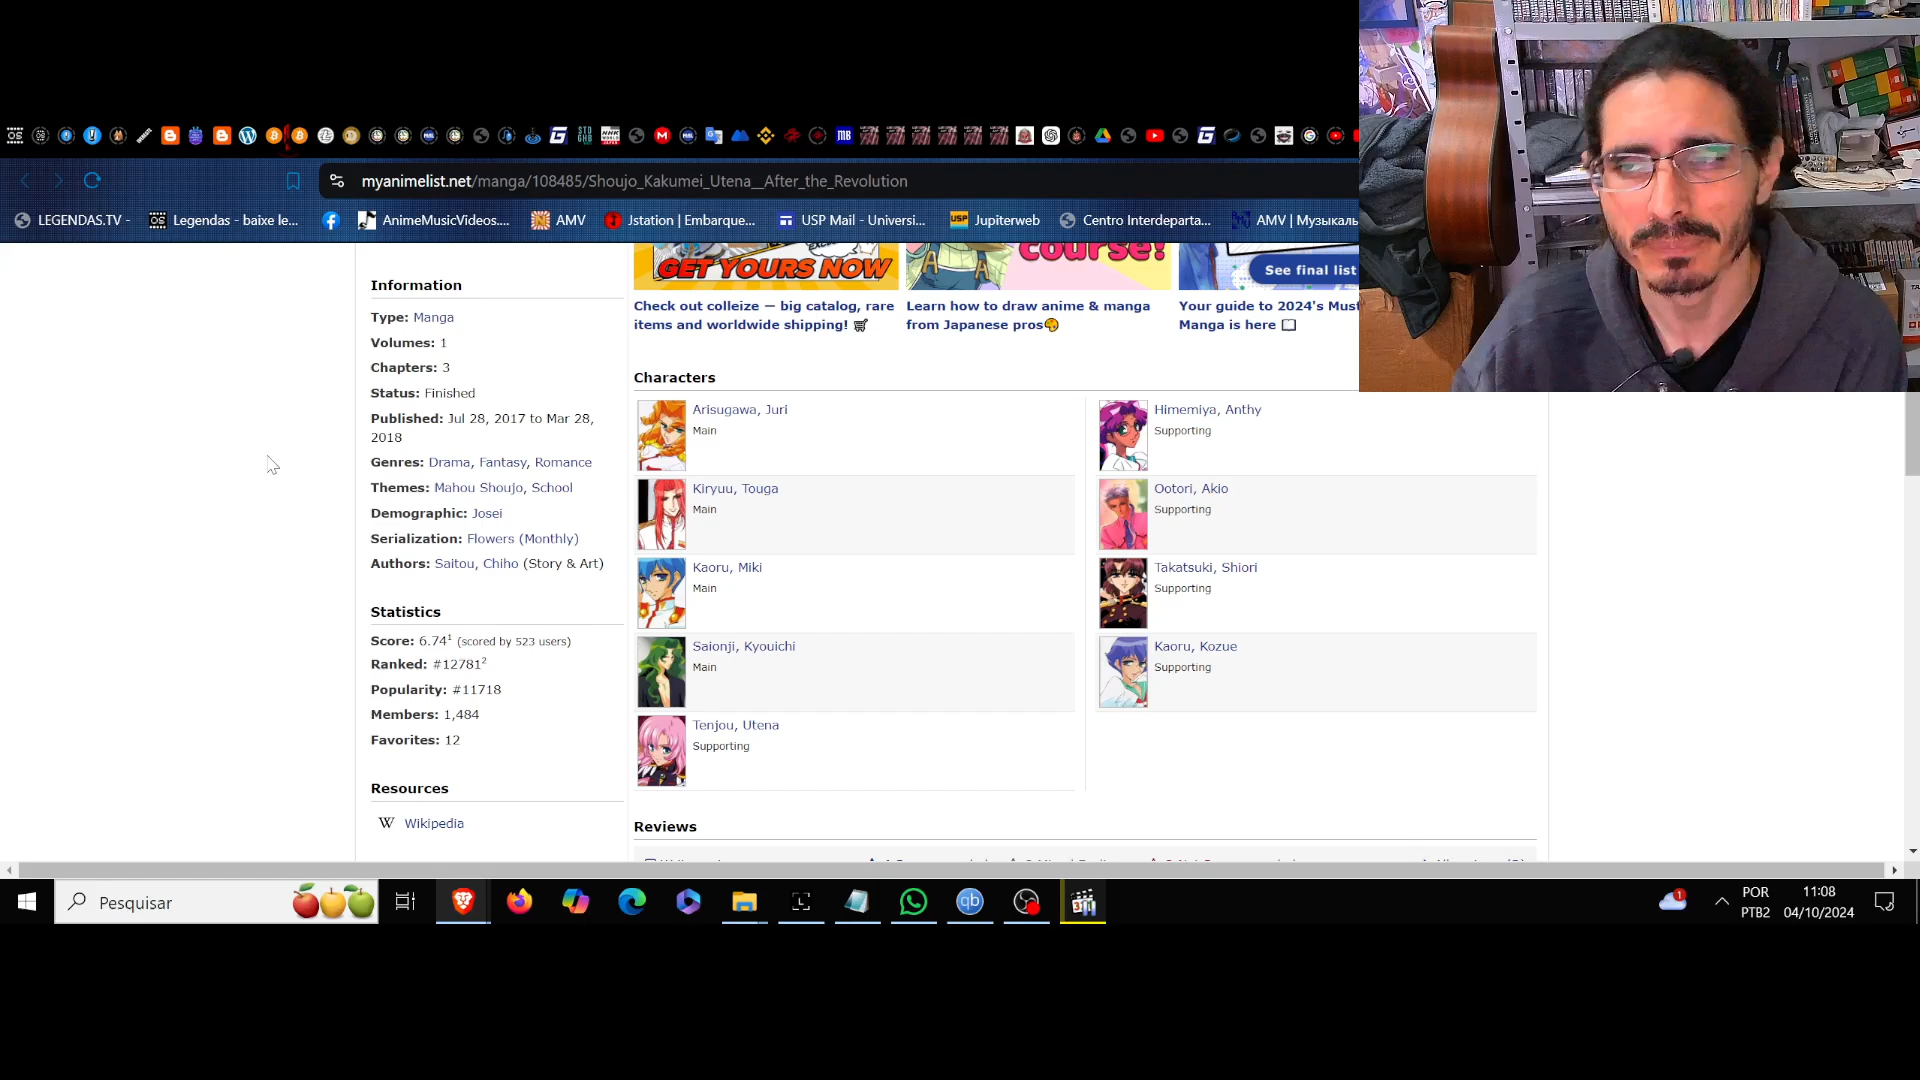 myanimelist.net/manga/108485/Shoujo_Kakumei_Utena__After_the_Revolution
LEGENDAS.TV - Legendas - baixe le... AnimeMusicVideos.... AMV Jstation | Embarque... USP Mail - Universi... Jupiterweb Centro Interdeparta... AMV | Музыкаль
GET YOURS NOW
course!
See final list
Check out colleize — big catalog, rare
items and worldwide shipping! 🛒
Learn how to draw anime & manga
from Japanese pros🎨
Your guide to 2024's Must
Manga is here 📖
Information
Type: Manga
Volumes: 1
Chapters: 3
Status: Finished
Published: Jul 28, 2017 to Mar 28,
2018
Genres: Drama, Fantasy, Romance
Themes: Mahou Shoujo, School
Demographic: Josei
Serialization: Flowers (Monthly)
Authors: Saitou, Chiho (Story & Art)
Statistics
Score: 6.74¹ (scored by 523 users)
Ranked: #12781²
Popularity: #11718
Members: 1,484
Favorites: 12
Resources
Wikipedia
Characters
Arisugawa, Juri
Main
Himemiya, Anthy
Supporting
Kiryuu, Touga
Main
Ootori, Akio
Supporting
Kaoru, Miki
Main
Takatsuki, Shiori
Supporting
Saionji, Kyouichi
Main
Kaoru, Kozue
Supporting
Tenjou, Utena
Supporting
Reviews
Pesquisar
POR
PTB2
11:08
04/10/2024